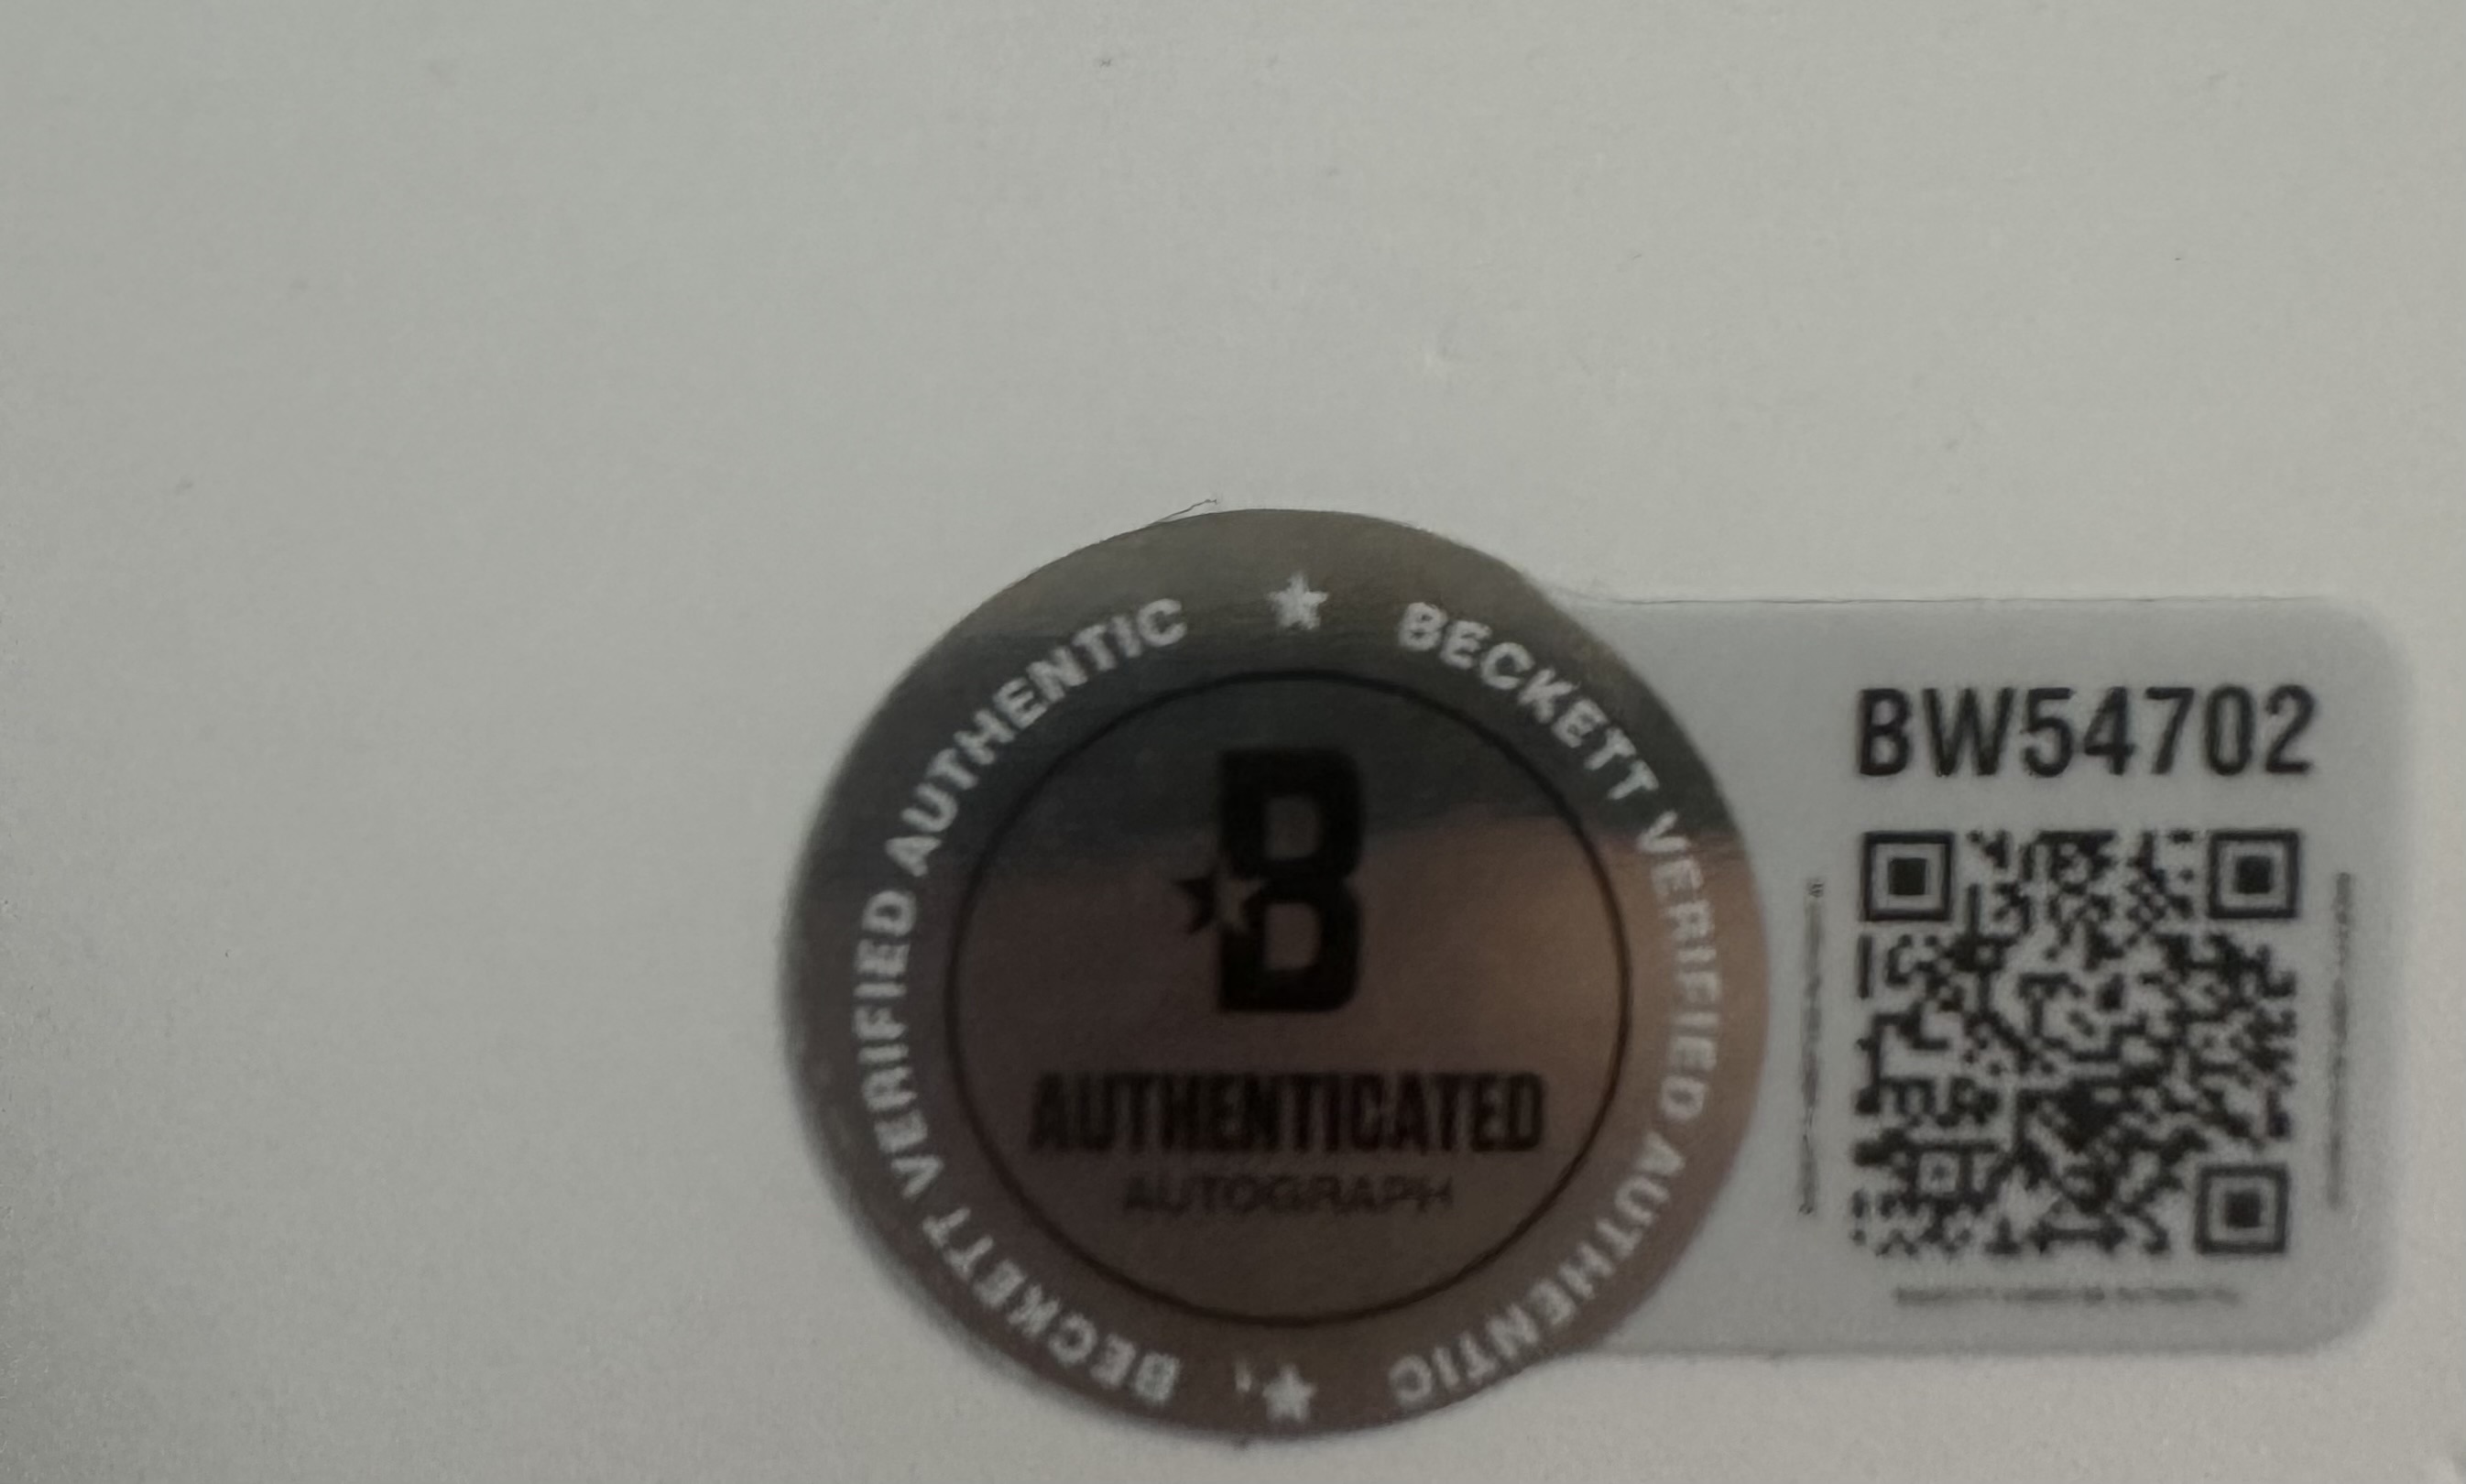 BECKETT VERIFIED AUTHENTIC
BECKETT VERIFIED AUTHENTIC
B
AUTHENTICATED
AUTOGRAPH
BW54702